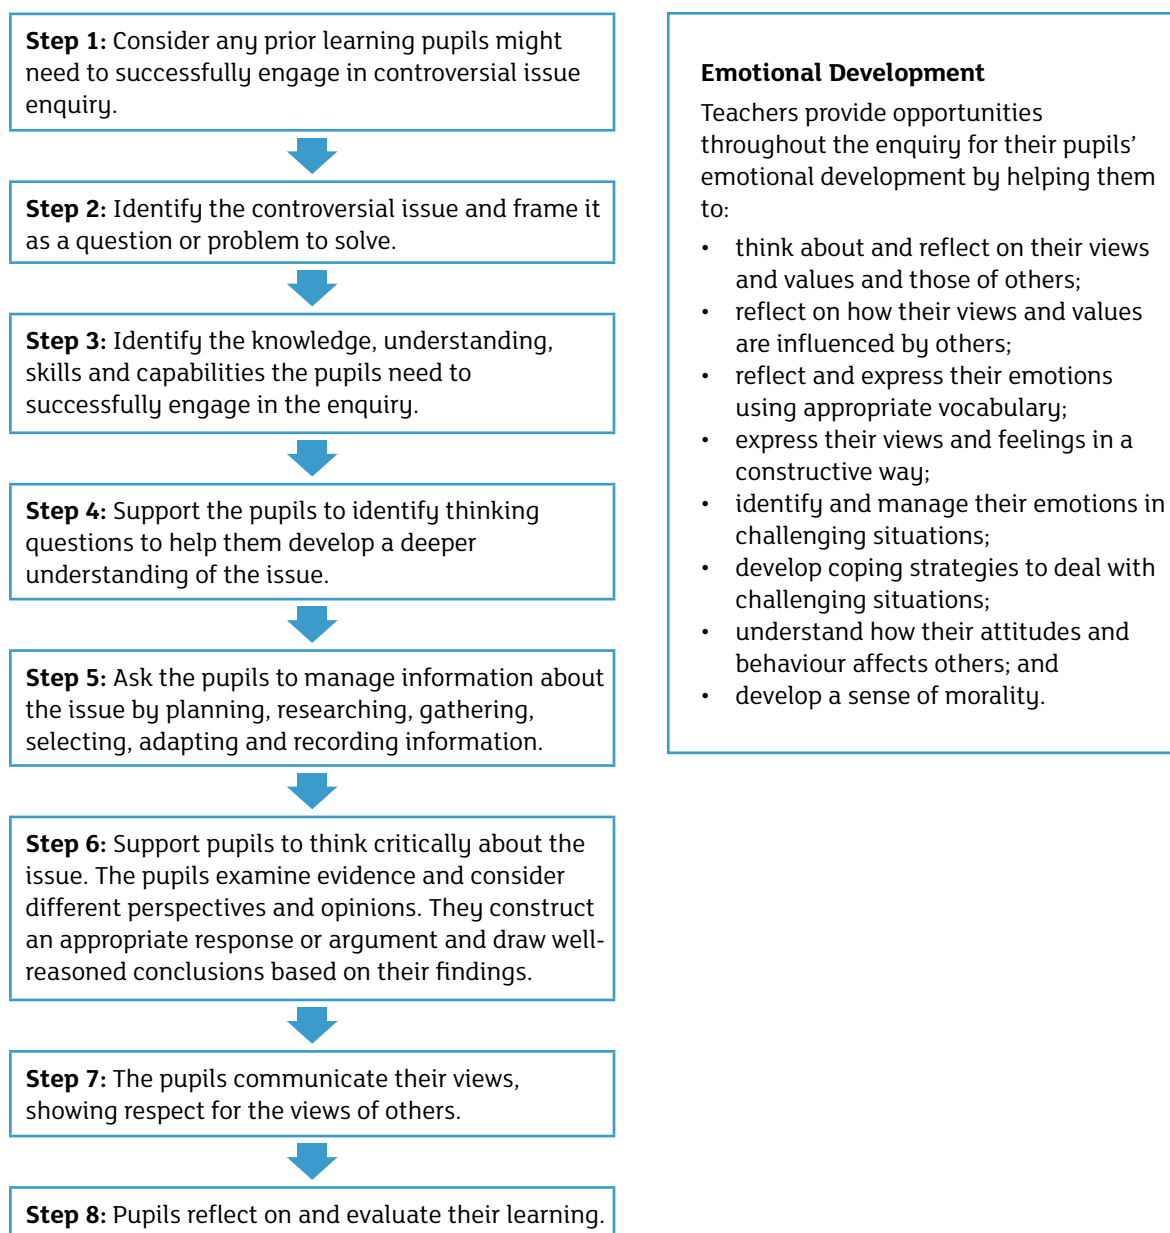 Step 1: Consider any prior learning pupils might
need to successfully engage in controversial issue
enquiry.
Step 2: Identify the controversial issue and frame it
as a question or problem to solve.
Step 3: Identify the knowledge, understanding,
skills and capabilities the pupils need to
successfully engage in the enquiry.
Step 4: Support the pupils to identify thinking
questions to help them develop a deeper
understanding of the issue.
Step 5: Ask the pupils to manage information about
the issue by planning, researching, gathering,
selecting, adapting and recording information.
Step 6: Support pupils to think critically about the
issue. The pupils examine evidence and consider
different perspectives and opinions. They construct
an appropriate response or argument and draw well-
reasoned conclusions based on their findings.
Step 7: The pupils communicate their views,
showing respect for the views of others.
Step 8: Pupils reflect on and evaluate their learning.
Emotional Development
Teachers provide opportunities
throughout the enquiry for their pupils'
emotional development by helping them
to:
• think about and reflect on their views
and values and those of others;
• reflect on how their views and values
are influenced by others;
• reflect and express their emotions
using appropriate vocabulary;
• express their views and feelings in a
constructive way;
• identify and manage their emotions in
challenging situations;
• develop coping strategies to deal with
challenging situations;
• understand how their attitudes and
behaviour affects others; and
• develop a sense of morality.